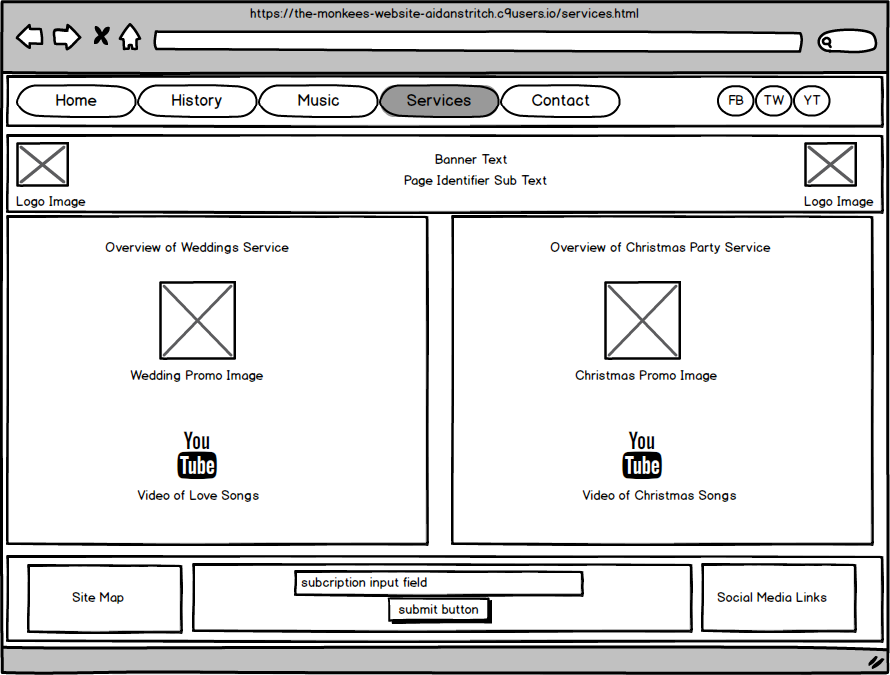 https://the-monkees-website-aidanstritch.c9users.io/services.html
Home History Music Services Contact FB TW YT
Banner Text
Page Identifier Sub Text
Logo Image Logo Image
Overview of Weddings Service
Wedding Promo Image
You
Tube
Video of Love Songs
Overview of Christmas Party Service
Christmas Promo Image
You
Tube
Video of Christmas Songs
Site Map
subcription input field
submit button
Social Media Links